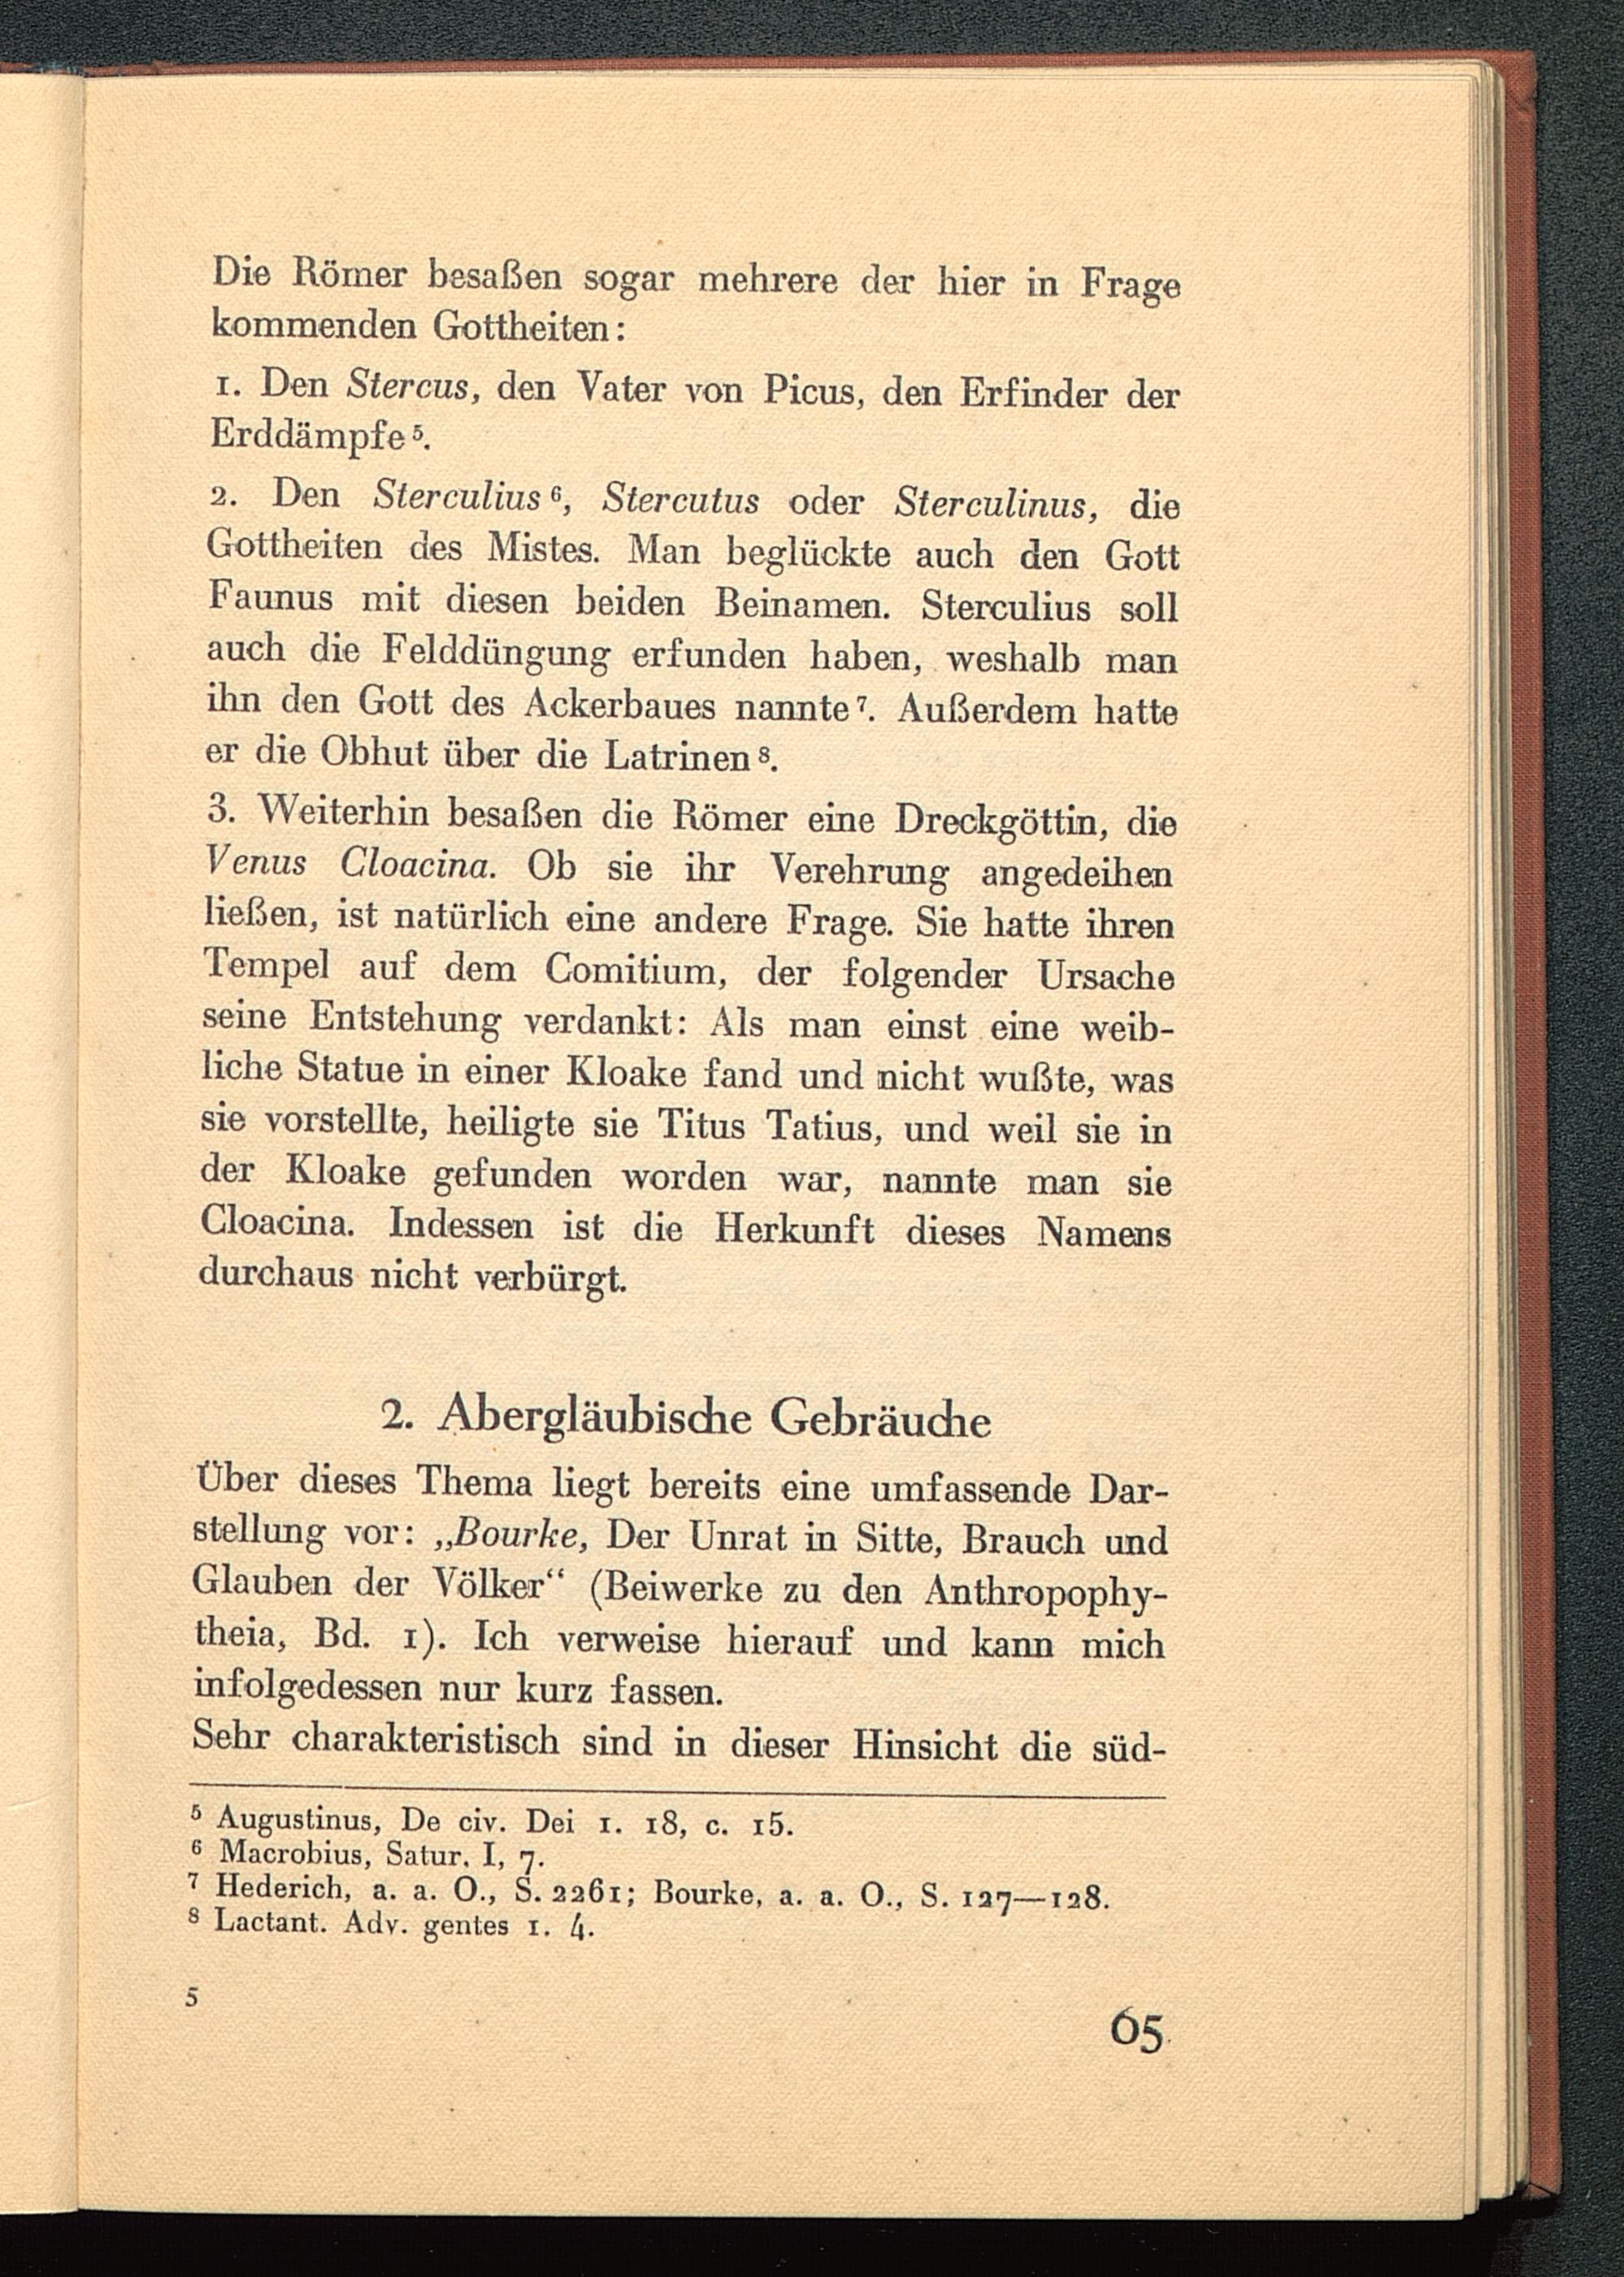 Die Römer besaßen sogar mehrere der hier in Frage
kommenden Gottheiten:
1. Den Stercus, den Vater von Picus, den Erfinder der
Erddämpfe⁵.
2. Den Sterculius⁶, Stercutus oder Sterculinus, die
Gottheiten des Mistes. Man beglückte auch den Gott
Faunus mit diesen beiden Beinamen. Sterculius soll
auch die Felddüngung erfunden haben, weshalb man
ihn den Gott des Ackerbaues nannte⁷. Außerdem hatte
er die Obhut über die Latrinen⁸.
3. Weiterhin besaßen die Römer eine Dreckgöttin, die
Venus Cloacina. Ob sie ihr Verehrung angedeihen
ließen, ist natürlich eine andere Frage. Sie hatte ihren
Tempel auf dem Comitium, der folgender Ursache
seine Entstehung verdankt: Als man einst eine weib-
liche Statue in einer Kloake fand und nicht wußte, was
sie vorstellte, heiligte sie Titus Tatius, und weil sie in
der Kloake gefunden worden war, nannte man sie
Cloacina. Indessen ist die Herkunft dieses Namens
durchaus nicht verbürgt.
2. Abergläubische Gebräuche
Über dieses Thema liegt bereits eine umfassende Dar-
stellung vor: „Bourke, Der Unrat in Sitte, Brauch und
Glauben der Völker“ (Beiwerke zu den Anthropophy-
theia, Bd. 1). Ich verweise hierauf und kann mich
infolgedessen nur kurz fassen.
Sehr charakteristisch sind in dieser Hinsicht die süd-
⁵ Augustinus, De civ. Dei 1. 18, c. 15.
⁶ Macrobius, Satur. I, 7.
⁷ Hederich, a. a. O., S. 2261; Bourke, a. a. O., S. 127—128.
⁸ Lactant. Adv. gentes 1. 4.
5
65